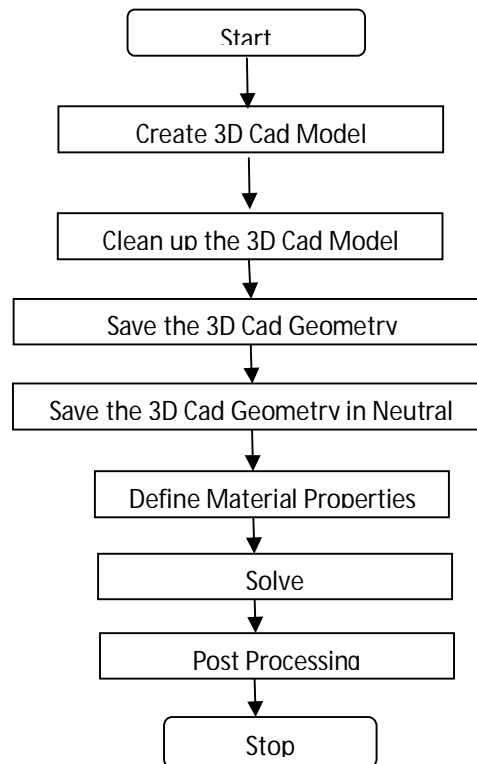 Start
Create 3D Cad Model
Clean up the 3D Cad Model
Save the 3D Cad Geometry
Save the 3D Cad Geometry in Neutral
Define Material Properties
Solve
Post Processing
Stop